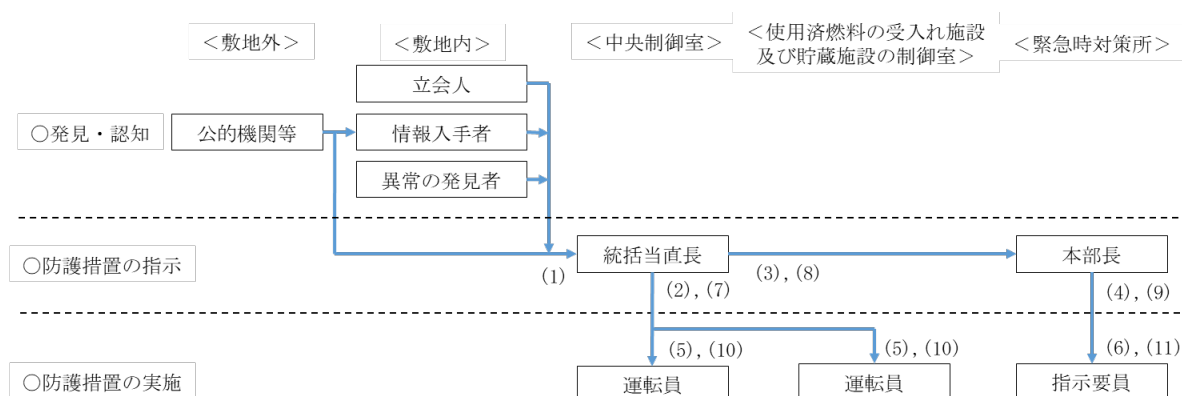 ＜敷地外＞
＜敷地内＞
＜中央制御室＞
＜使用済燃料の受入れ施設
及び貯蔵施設の制御室＞
＜緊急時対策所＞
立会人
○発見・認知
公的機関等
情報入手者
異常の発見者
○防護措置の指示
統括当直長
本部長
(1)
(2), (7)
(3), (8)
(4), (9)
(5), (10)
(5), (10)
(6), (11)
○防護措置の実施
運転員
運転員
指示要員